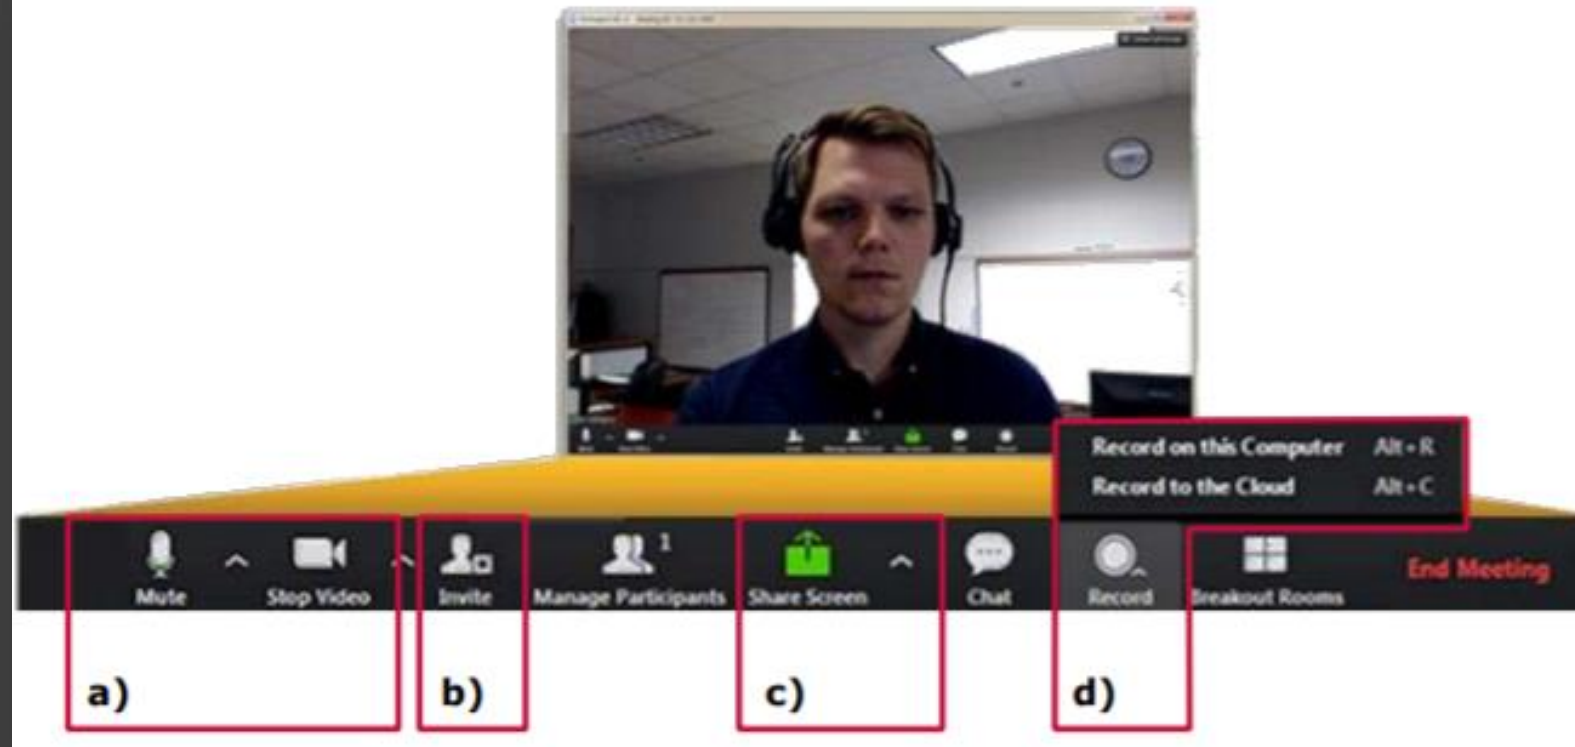 Record on this Computer Alt+R
Record to the Cloud Alt+C
1
Mute Stop Video Invite Manage Participants Share Screen Chat Record Breakout Rooms End Meeting
a) b) c) d)